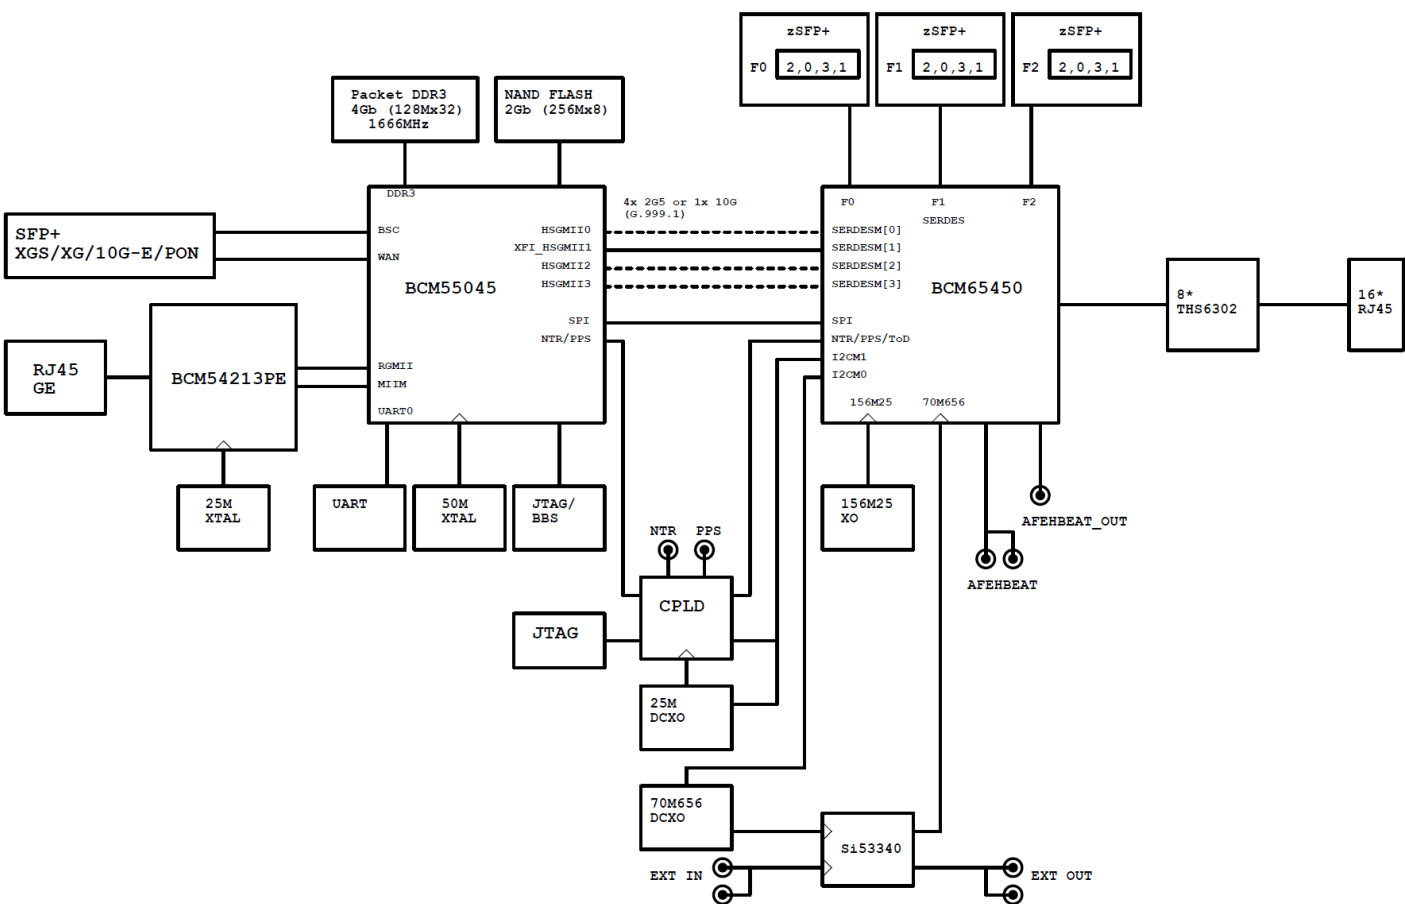 zSFP+
F0
2,0,3,1
zSFP+
F1
2,0,3,1
zSFP+
F2
2,0,3,1
Packet DDR3
4Gb (128Mx32)
1666MHz
NAND FLASH
2Gb (256Mx8)
SFP+
XGS/XG/10G-E/PON
RJ45
GE
BCM54213PE
25M
XTAL
DDR3
BSC
WAN
BCM55045
HSGMII0
XFI_HSGMII1
HSGMII2
HSGMII3
SPI
NTR/PPS
RGMII
MIIM
UART0
UART
50M
XTAL
JTAG/
BBS
4x 2G5 or 1x 10G
(G.999.1)
F0
F1
F2
SERDES
SERDESM[0]
SERDESM[1]
SERDESM[2]
SERDESM[3]
BCM65450
SPI
NTR/PPS/ToD
I2CM1
I2CM0
156M25
70M656
8*
THS6302
16*
RJ45
156M25
XO
AFEHBEAT_OUT
AFEHBEAT
NTR
PPS
CPLD
JTAG
25M
DCXO
70M656
DCXO
Si53340
EXT IN
EXT OUT